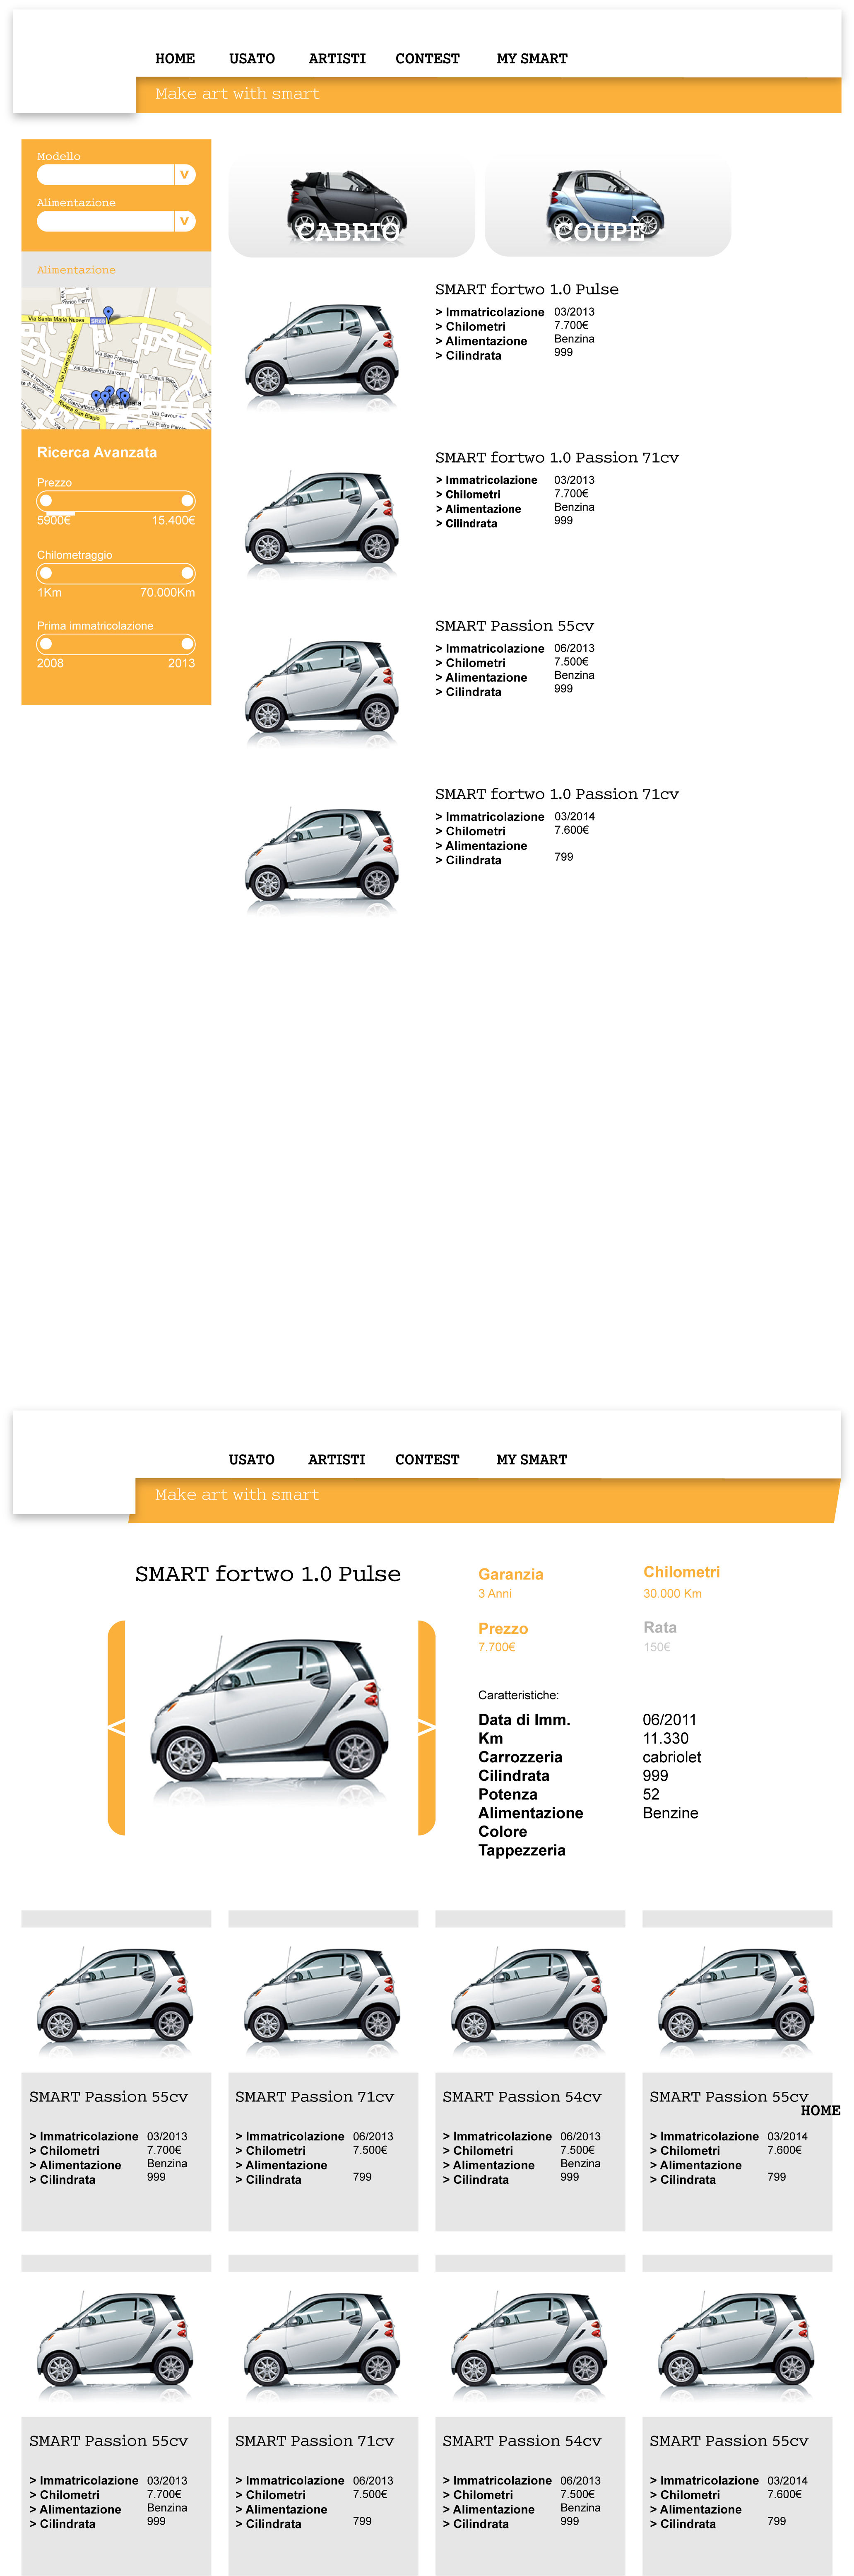 HOME USATO ARTISTI CONTEST MY SMART
Make art with smart
Modello
V
Alimentazione
V
Alimentazione
Via Santa Maria Nuova
Via Lorenzo Canozio
Via San Francesco
Via Guglielmo Marconi
Via Fratelli B
Riviera San Biagio
Via Cavour
Ricerca Avanzata
Prezzo
5900€ 15.400€
Chilometraggio
1Km 70.000Km
Prima immatricolazione
2008 2013
CABRIO COUPÈ
SMART fortwo 1.0 Pulse
> Immatricolazione 03/2013
> Chilometri 7.700€
> Alimentazione Benzina
> Cilindrata 999
SMART fortwo 1.0 Passion 71cv
> Immatricolazione 03/2013
> Chilometri 7.700€
> Alimentazione Benzina
> Cilindrata 999
SMART Passion 55cv
> Immatricolazione 06/2013
> Chilometri 7.500€
> Alimentazione Benzina
> Cilindrata 999
SMART fortwo 1.0 Passion 71cv
> Immatricolazione 03/2014
> Chilometri 7.600€
> Alimentazione
> Cilindrata 799
USATO ARTISTI CONTEST MY SMART
Make art with smart
SMART fortwo 1.0 Pulse
< >
Garanzia Chilometri
3 Anni 30.000 Km
Prezzo Rata
7.700€ 150€
Caratteristiche:
Data di Imm. 06/2011
Km 11.330
Carrozzeria cabriolet
Cilindrata 999
Potenza 52
Alimentazione Benzine
Colore
Tappezzeria
SMART Passion 55cv
> Immatricolazione 03/2013
> Chilometri 7.700€
> Alimentazione Benzina
> Cilindrata 999
SMART Passion 71cv
> Immatricolazione 06/2013
> Chilometri 7.500€
> Alimentazione
> Cilindrata 799
SMART Passion 54cv
> Immatricolazione 06/2013
> Chilometri 7.500€
> Alimentazione Benzina
> Cilindrata 999
SMART Passion 55cv
HOME
> Immatricolazione 03/2014
> Chilometri 7.600€
> Alimentazione
> Cilindrata 799
SMART Passion 55cv
> Immatricolazione 03/2013
> Chilometri 7.700€
> Alimentazione Benzina
> Cilindrata 999
SMART Passion 71cv
> Immatricolazione 06/2013
> Chilometri 7.500€
> Alimentazione
> Cilindrata 799
SMART Passion 54cv
> Immatricolazione 06/2013
> Chilometri 7.500€
> Alimentazione Benzina
> Cilindrata 999
SMART Passion 55cv
> Immatricolazione 03/2014
> Chilometri 7.600€
> Alimentazione
> Cilindrata 799